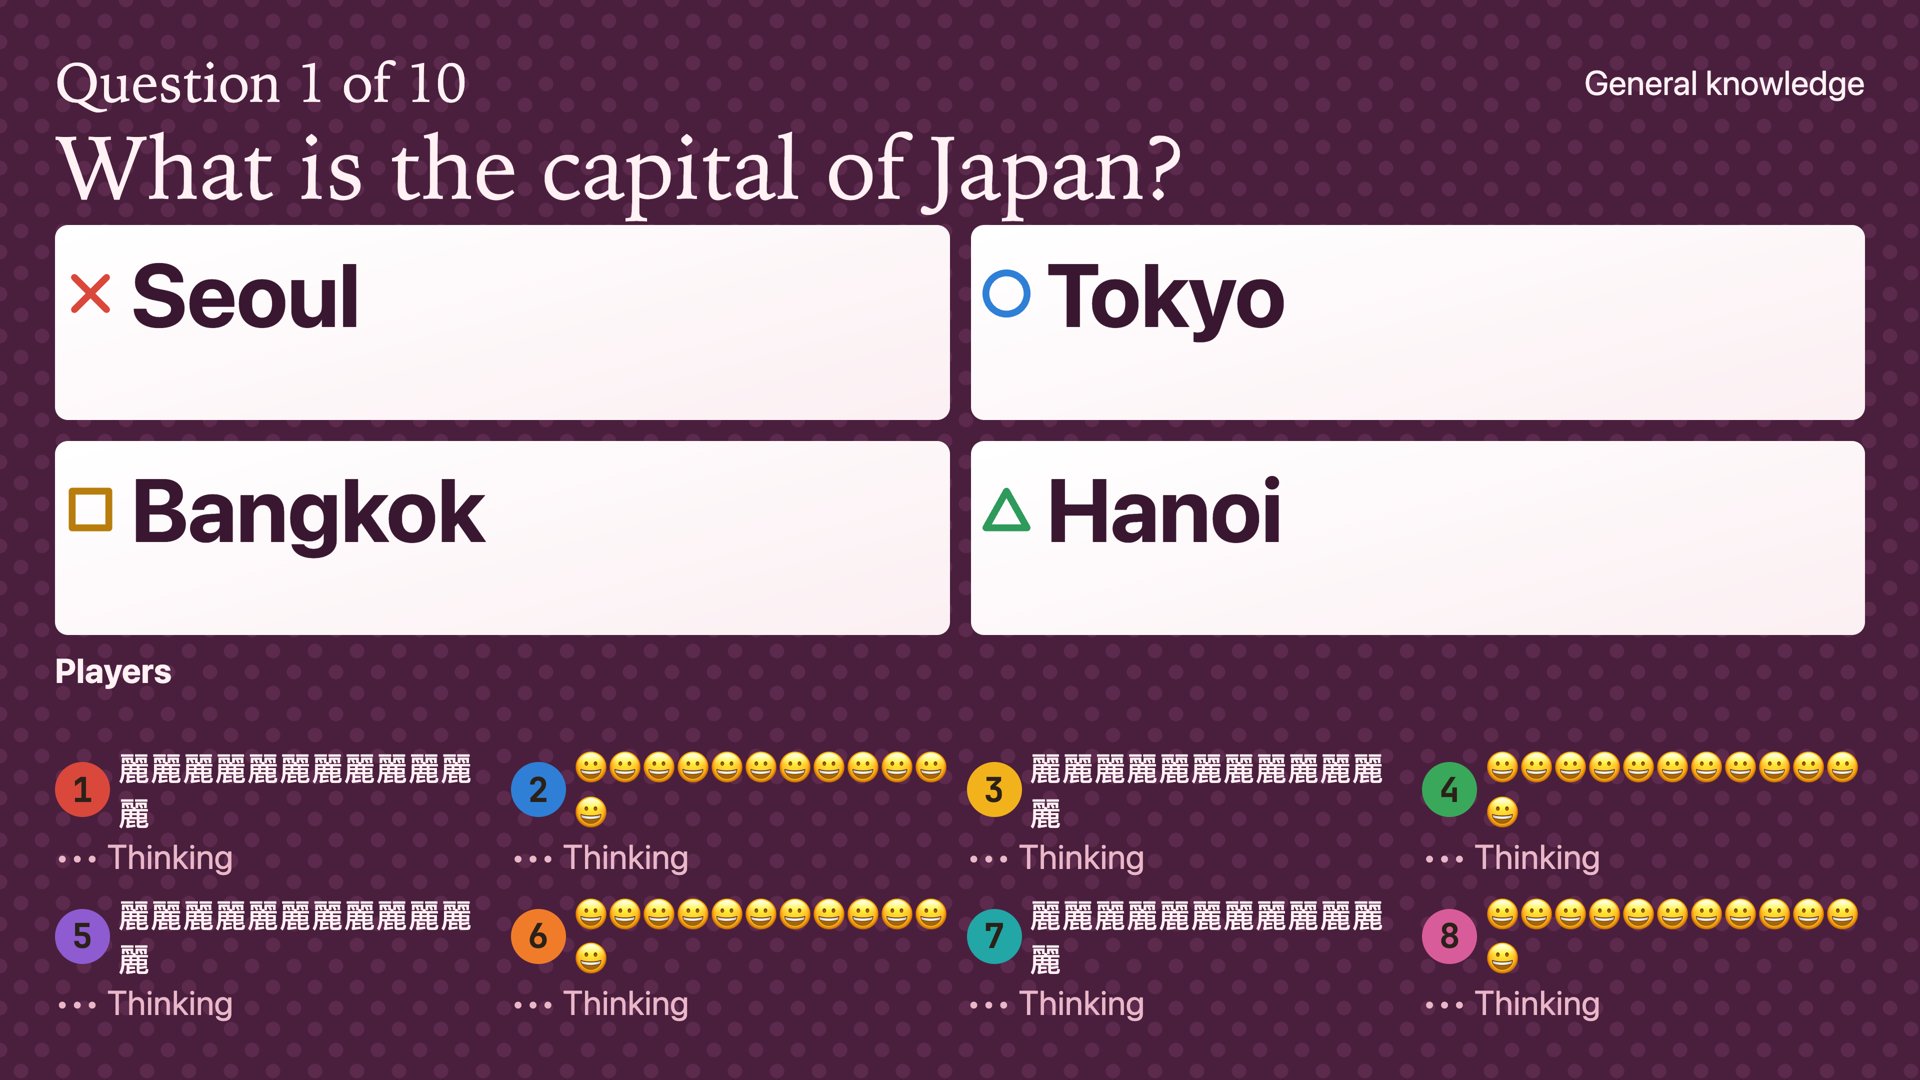 Question 1 of 10
General knowledge
What is the capital of Japan?
Seoul
Tokyo
Bangkok
Hanoi
Players
1 麗麗麗麗麗麗麗麗麗麗麗
麗
••• Thinking
2 😀😀😀😀😀😀😀😀😀😀😀
😀
••• Thinking
3 麗麗麗麗麗麗麗麗麗麗麗
麗
••• Thinking
4 😀😀😀😀😀😀😀😀😀😀😀
😀
••• Thinking
5 麗麗麗麗麗麗麗麗麗麗麗
麗
••• Thinking
6 😀😀😀😀😀😀😀😀😀😀😀
😀
••• Thinking
7 麗麗麗麗麗麗麗麗麗麗麗
麗
••• Thinking
8 😀😀😀😀😀😀😀😀😀😀😀
😀
••• Thinking